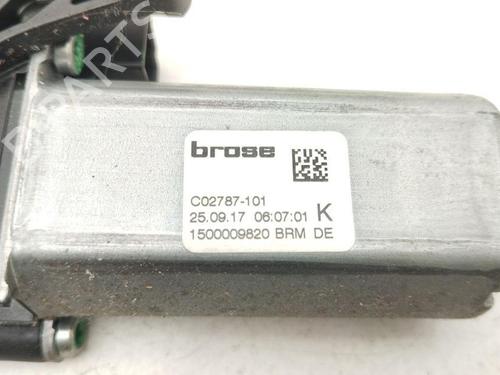 brose
C02787-101
25.09.17 06:07:01 K
1500009820 BRM DE